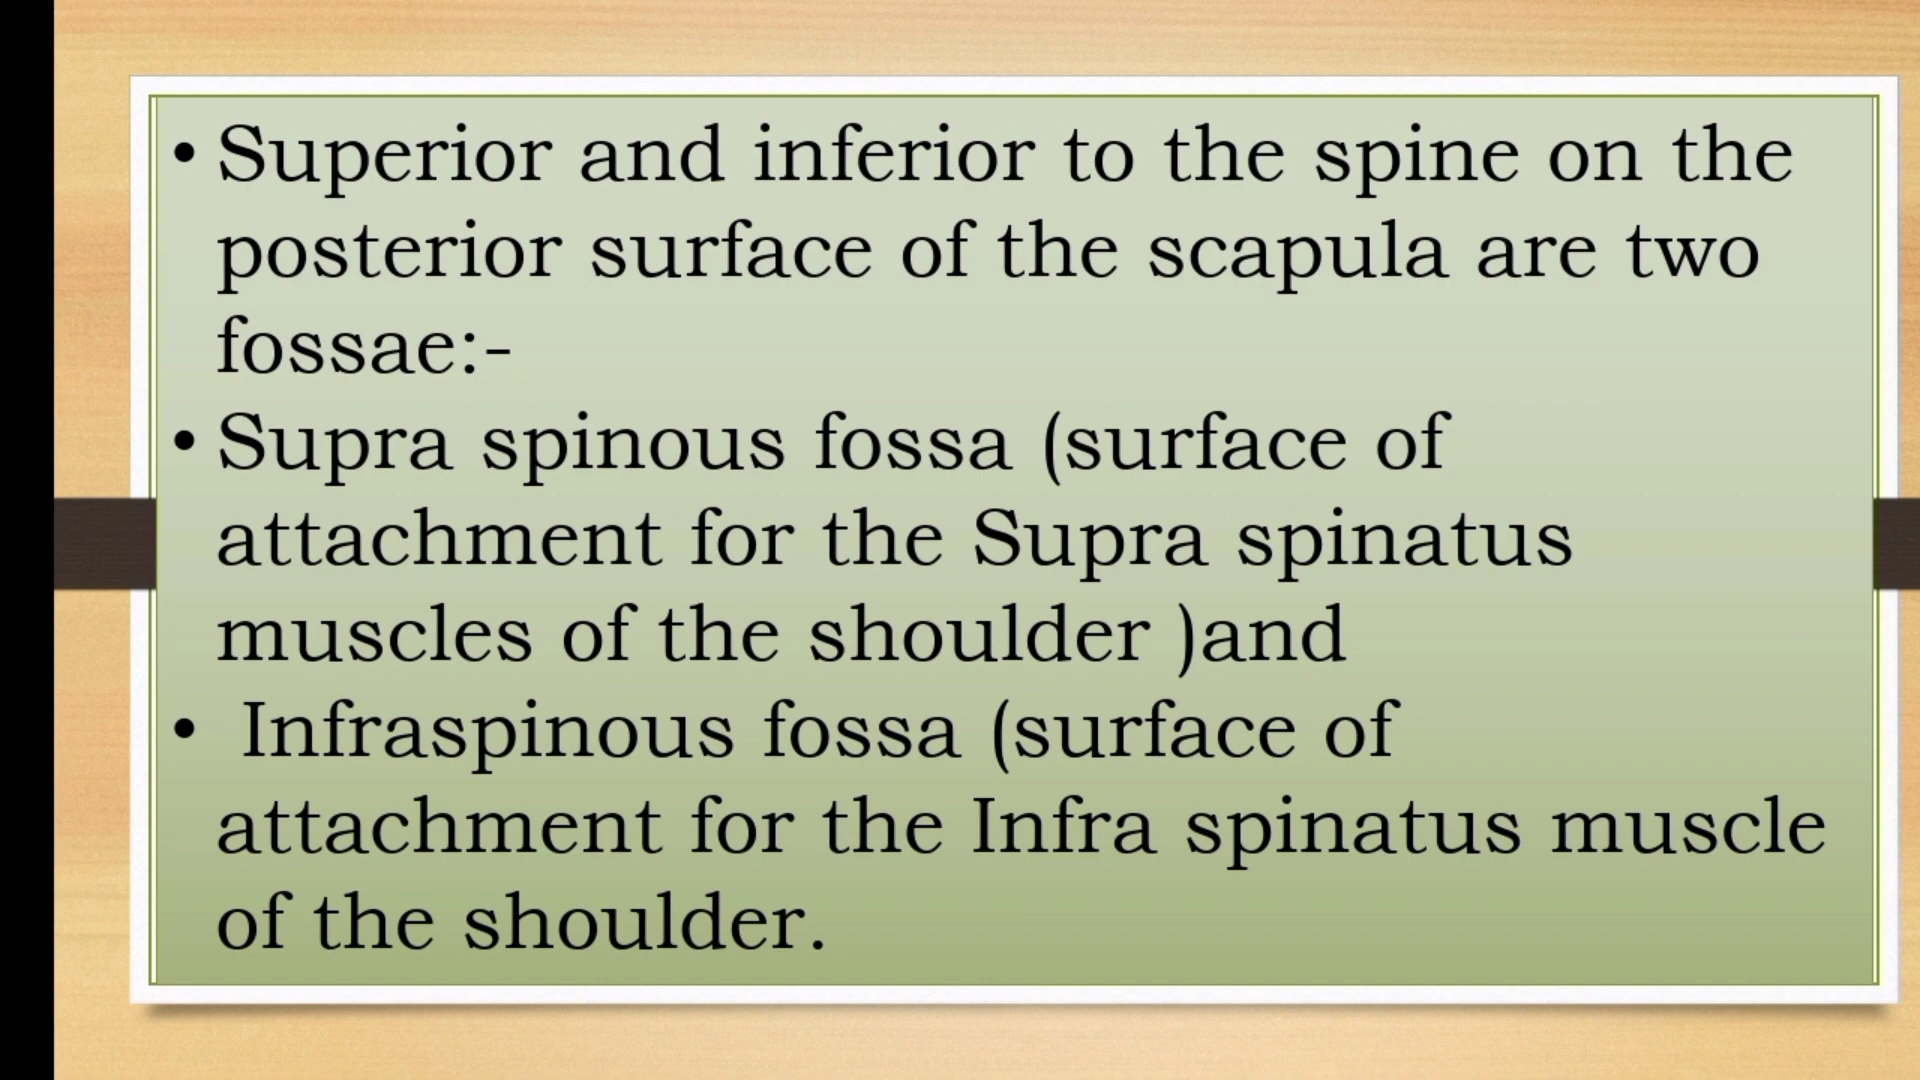 • Superior and inferior to the spine on the
posterior surface of the scapula are two
fossae:-
• Supra spinous fossa (surface of
attachment for the Supra spinatus
muscles of the shoulder )and
• Infraspinous fossa (surface of
attachment for the Infra spinatus muscle
of the shoulder.